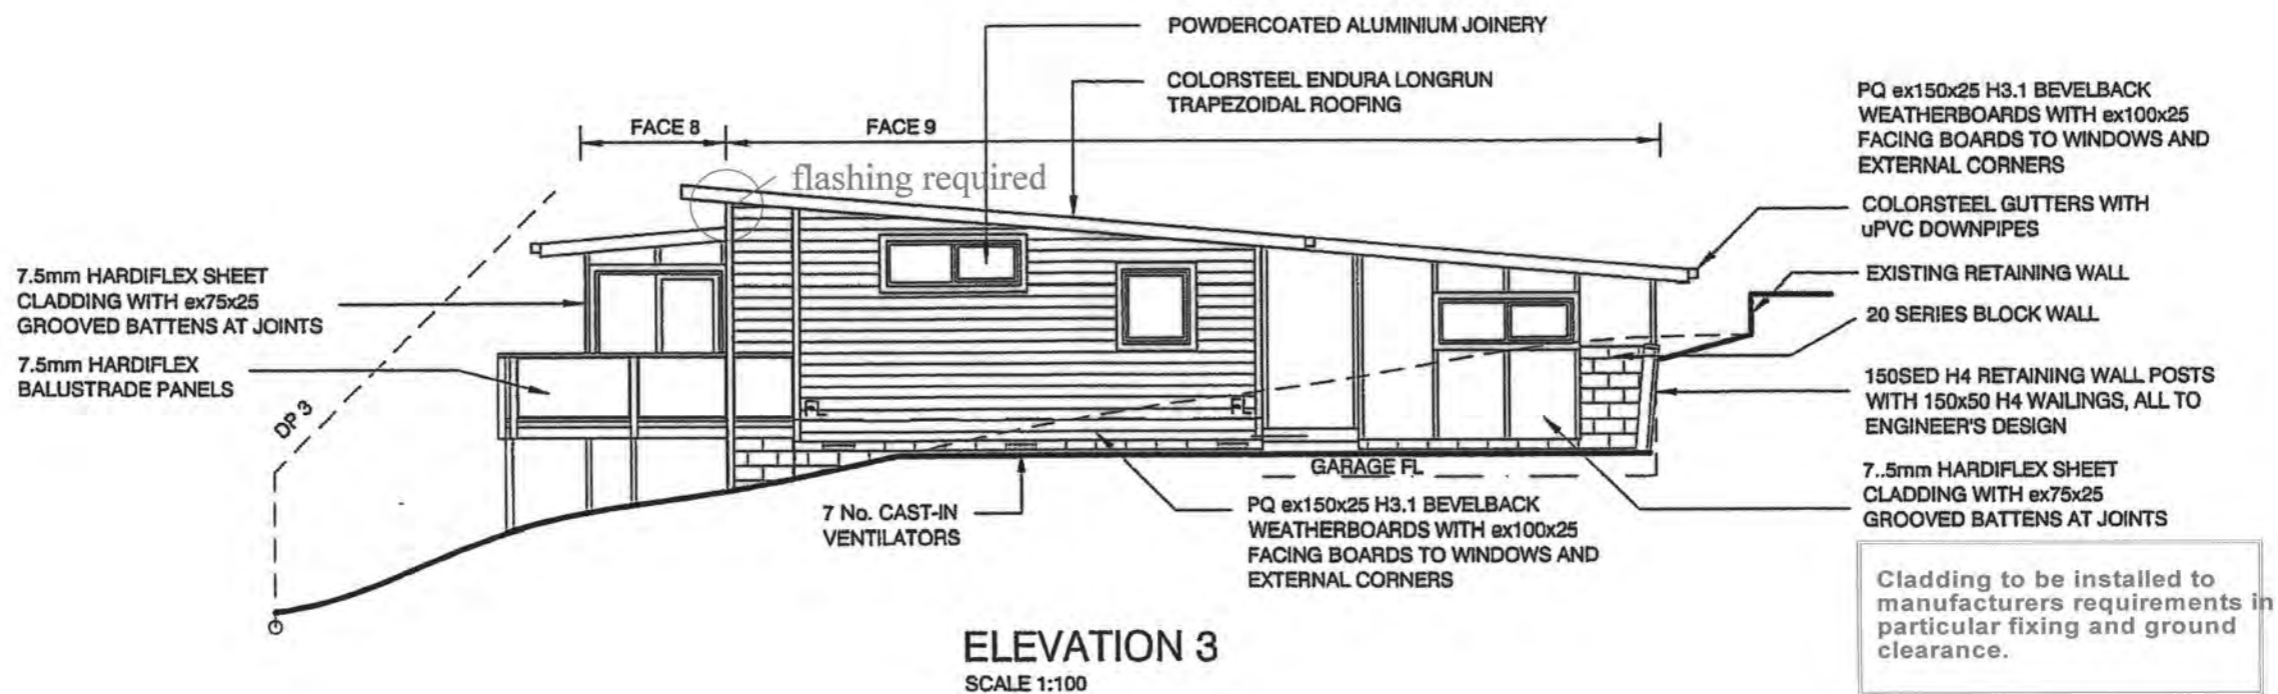 POWDERCOATED ALUMINIUM JOINERY
COLORSTEEL ENDURA LONGRUN
TRAPEZOIDAL ROOFING
PQ ex150x25 H3.1 BEVELBACK
WEATHERBOARDS WITH ex100x25
FACING BOARDS TO WINDOWS AND
EXTERNAL CORNERS
FACE 8
FACE 9
flashing required
COLORSTEEL GUTTERS WITH
uPVC DOWNPIPES
7.5mm HARDIFLEX SHEET
CLADDING WITH ex75x25
GROOVED BATTENS AT JOINTS
EXISTING RETAINING WALL
20 SERIES BLOCK WALL
7.5mm HARDIFLEX
BALUSTRADE PANELS
150SED H4 RETAINING WALL POSTS
WITH 150x50 H4 WAILINGS, ALL TO
ENGINEER'S DESIGN
DP 3
FL
FL
GARAGE FL
7..5mm HARDIFLEX SHEET
CLADDING WITH ex75x25
GROOVED BATTENS AT JOINTS
7 No. CAST-IN
VENTILATORS
PQ ex150x25 H3.1 BEVELBACK
WEATHERBOARDS WITH ex100x25
FACING BOARDS TO WINDOWS AND
EXTERNAL CORNERS
Cladding to be installed to
manufacturers requirements in
particular fixing and ground
clearance.
ELEVATION 3
SCALE 1:100